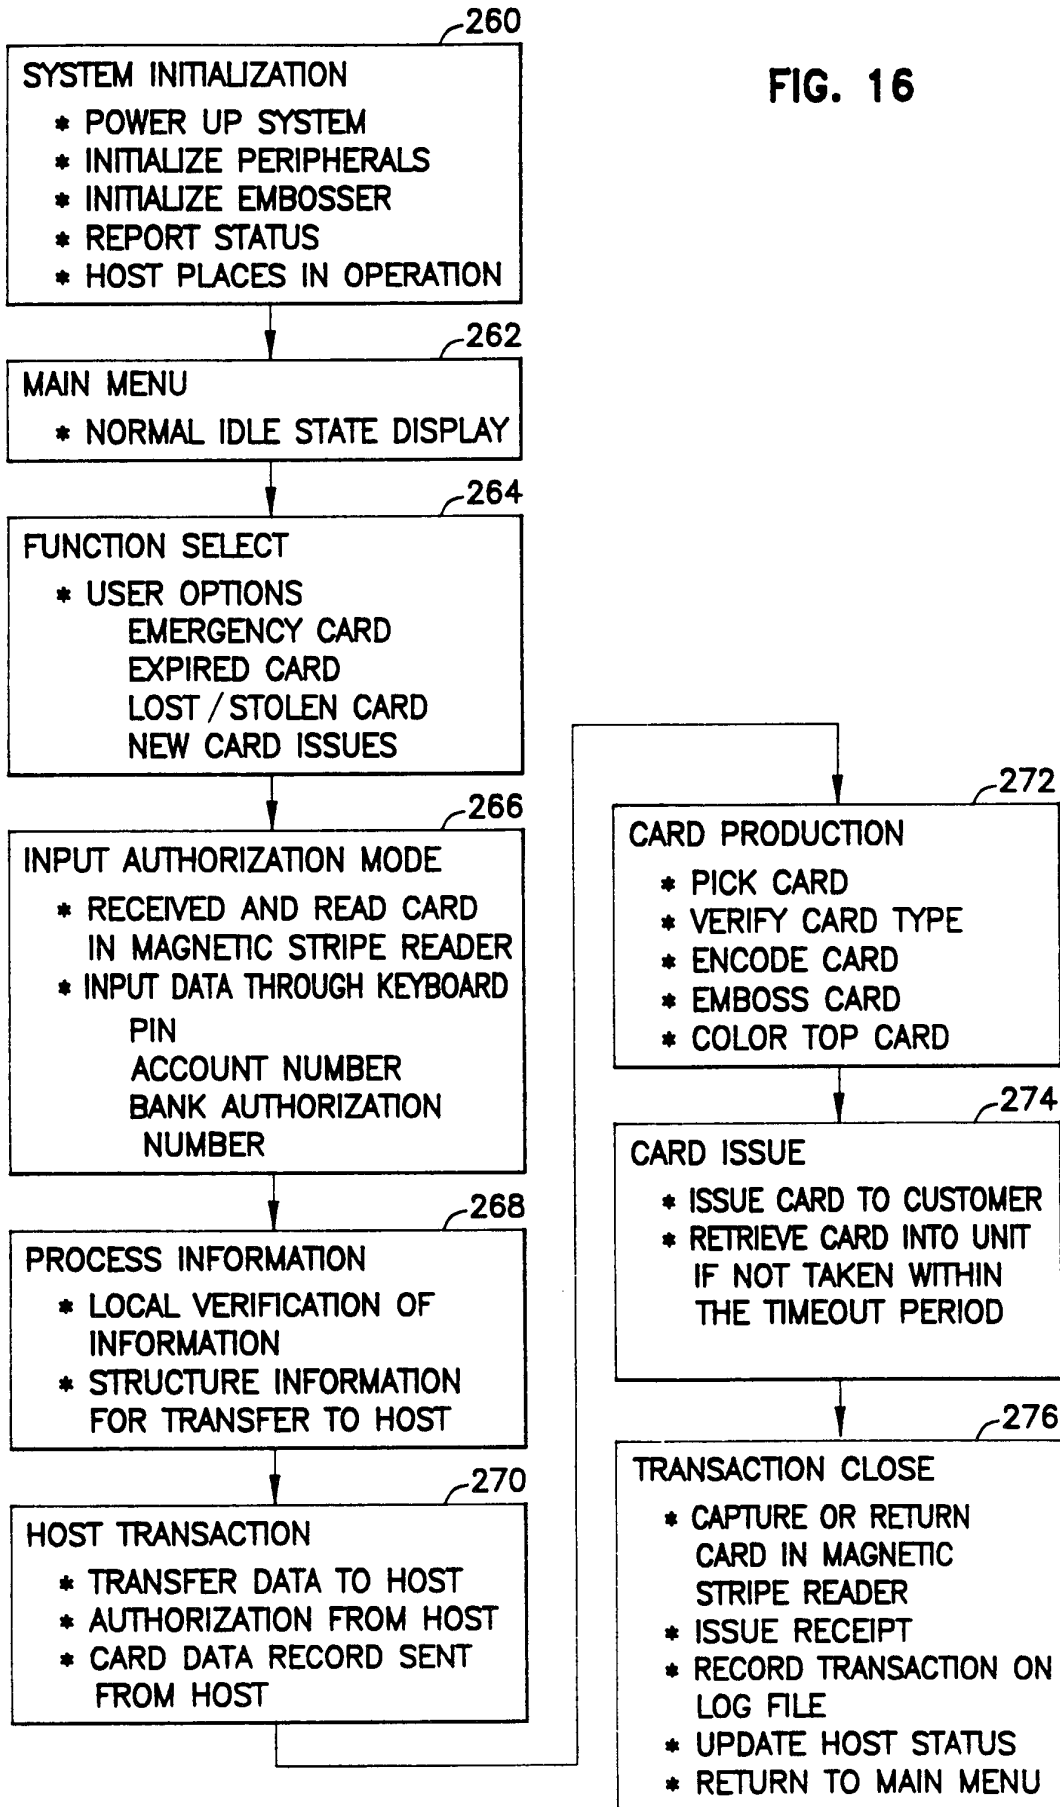 FIG. 16
260
SYSTEM INITIALIZATION
* POWER UP SYSTEM
* INITIALIZE PERIPHERALS
* INITIALIZE EMBOSSER
* REPORT STATUS
* HOST PLACES IN OPERATION
262
MAIN MENU
* NORMAL IDLE STATE DISPLAY
264
FUNCTION SELECT
* USER OPTIONS
EMERGENCY CARD
EXPIRED CARD
LOST / STOLEN CARD
NEW CARD ISSUES
266
INPUT AUTHORIZATION MODE
* RECEIVED AND READ CARD
IN MAGNETIC STRIPE READER
* INPUT DATA THROUGH KEYBOARD
PIN
ACCOUNT NUMBER
BANK AUTHORIZATION
NUMBER
268
PROCESS INFORMATION
* LOCAL VERIFICATION OF
INFORMATION
* STRUCTURE INFORMATION
FOR TRANSFER TO HOST
270
HOST TRANSACTION
* TRANSFER DATA TO HOST
* AUTHORIZATION FROM HOST
* CARD DATA RECORD SENT
FROM HOST
272
CARD PRODUCTION
* PICK CARD
* VERIFY CARD TYPE
* ENCODE CARD
* EMBOSS CARD
* COLOR TOP CARD
274
CARD ISSUE
* ISSUE CARD TO CUSTOMER
* RETRIEVE CARD INTO UNIT
IF NOT TAKEN WITHIN
THE TIMEOUT PERIOD
276
TRANSACTION CLOSE
* CAPTURE OR RETURN
CARD IN MAGNETIC
STRIPE READER
* ISSUE RECEIPT
* RECORD TRANSACTION ON
LOG FILE
* UPDATE HOST STATUS
* RETURN TO MAIN MENU